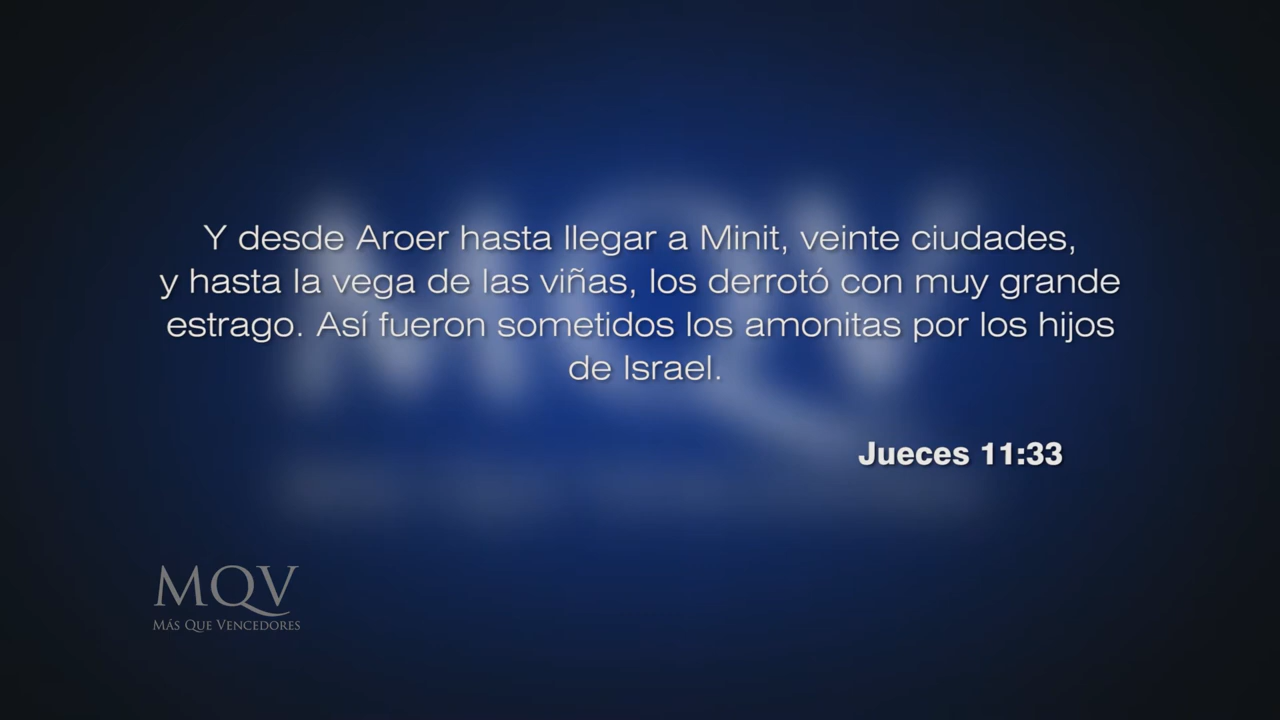 Y desde Aroer hasta llegar a Minit, veinte ciudades,
y hasta la vega de las viñas, los derrotó con muy grande
estrago. Así fueron sometidos los amonitas por los hijos
de Israel.
Jueces 11:33
MQV
MÁS QUE VENCEDORES